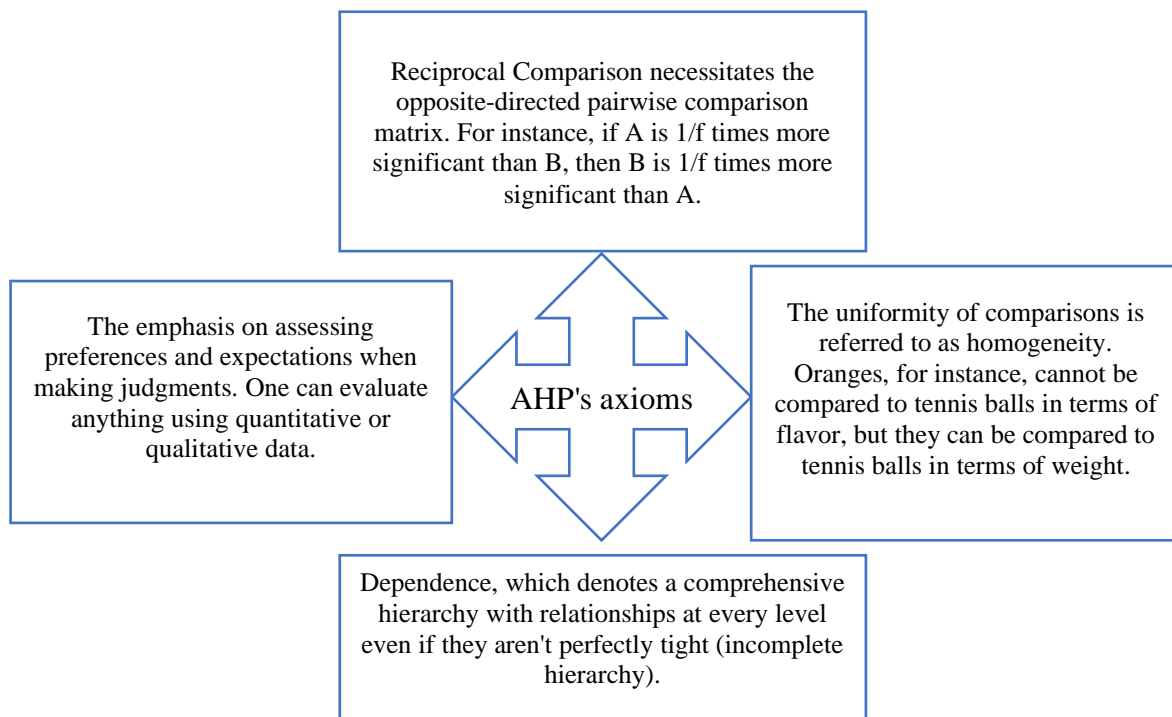 Reciprocal Comparison necessitates the
opposite-directed pairwise comparison
matrix. For instance, if A is 1/f times more
significant than B, then B is 1/f times more
significant than A.
The emphasis on assessing
preferences and expectations when
making judgments. One can evaluate
anything using quantitative or
qualitative data.
AHP's axioms
The uniformity of comparisons is
referred to as homogeneity.
Oranges, for instance, cannot be
compared to tennis balls in terms of
flavor, but they can be compared to
tennis balls in terms of weight.
Dependence, which denotes a comprehensive
hierarchy with relationships at every level
even if they aren't perfectly tight (incomplete
hierarchy).